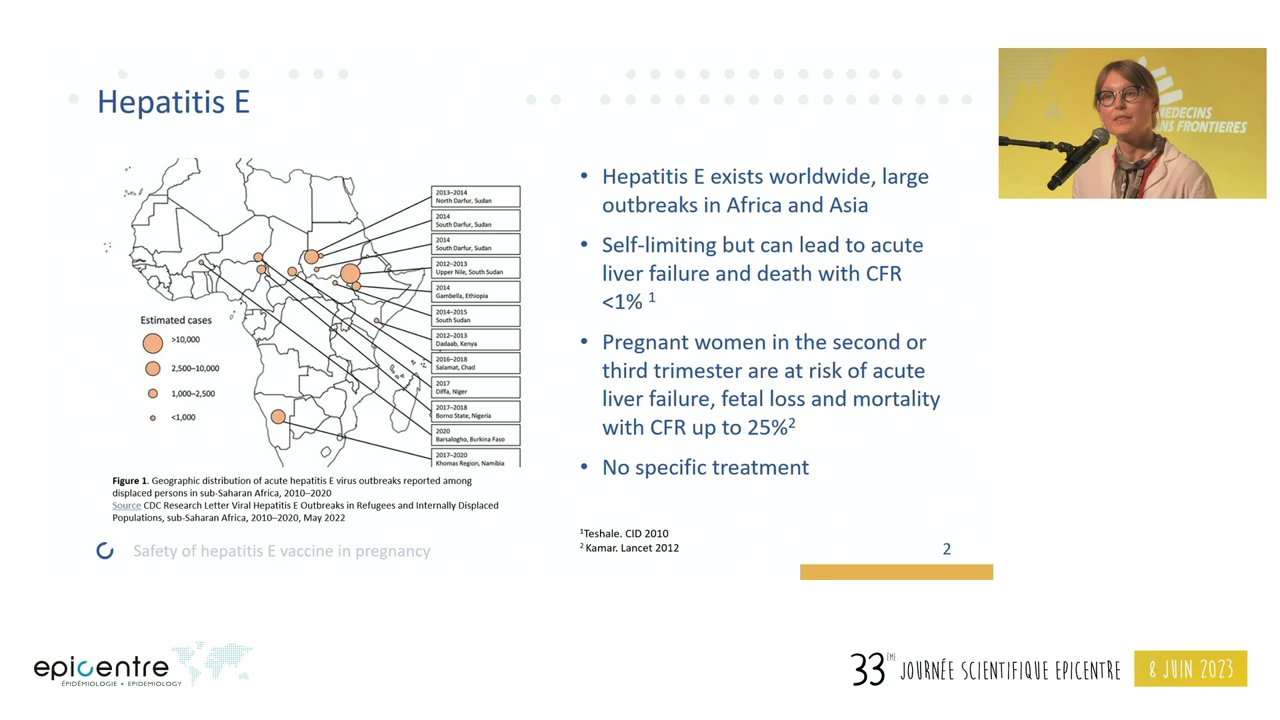 Hepatitis E
2013–2014
North Darfur, Sudan
2014
South Darfur, Sudan
2014
South Darfur, Sudan
2012–2013
Upper Nile, South Sudan
2014
Gambella, Ethiopia
2014–2015
South Sudan
2012–2013
Dadaab, Kenya
2016–2018
Salamat, Chad
2017
Diffa, Niger
2017–2018
Borno State, Nigeria
2020
Barsalogho, Burkina Faso
2017–2020
Khomas Region, Namibia
Estimated cases
>10,000
2,500–10,000
1,000–2,500
<1,000
Figure 1. Geographic distribution of acute hepatitis E virus outbreaks reported among
displaced persons in sub-Saharan Africa, 2010–2020
Source CDC Research Letter Viral Hepatitis E Outbreaks in Refugees and Internally Displaced
Populations, sub-Saharan Africa, 2010–2020, May 2022
• Hepatitis E exists worldwide, large
outbreaks in Africa and Asia
• Self-limiting but can lead to acute
liver failure and death with CFR
<1% 1
• Pregnant women in the second or
third trimester are at risk of acute
liver failure, fetal loss and mortality
with CFR up to 25%2
• No specific treatment
1Teshale. CID 2010
2 Kamar. Lancet 2012
Safety of hepatitis E vaccine in pregnancy
2
MEDECINS
NS FRONTIERES
epicentre
ÉPIDÉMIOLOGIE • EPIDEMIOLOGY
33ÈME JOURNÉE SCIENTIFIQUE EPICENTRE
8 JUIN 2023